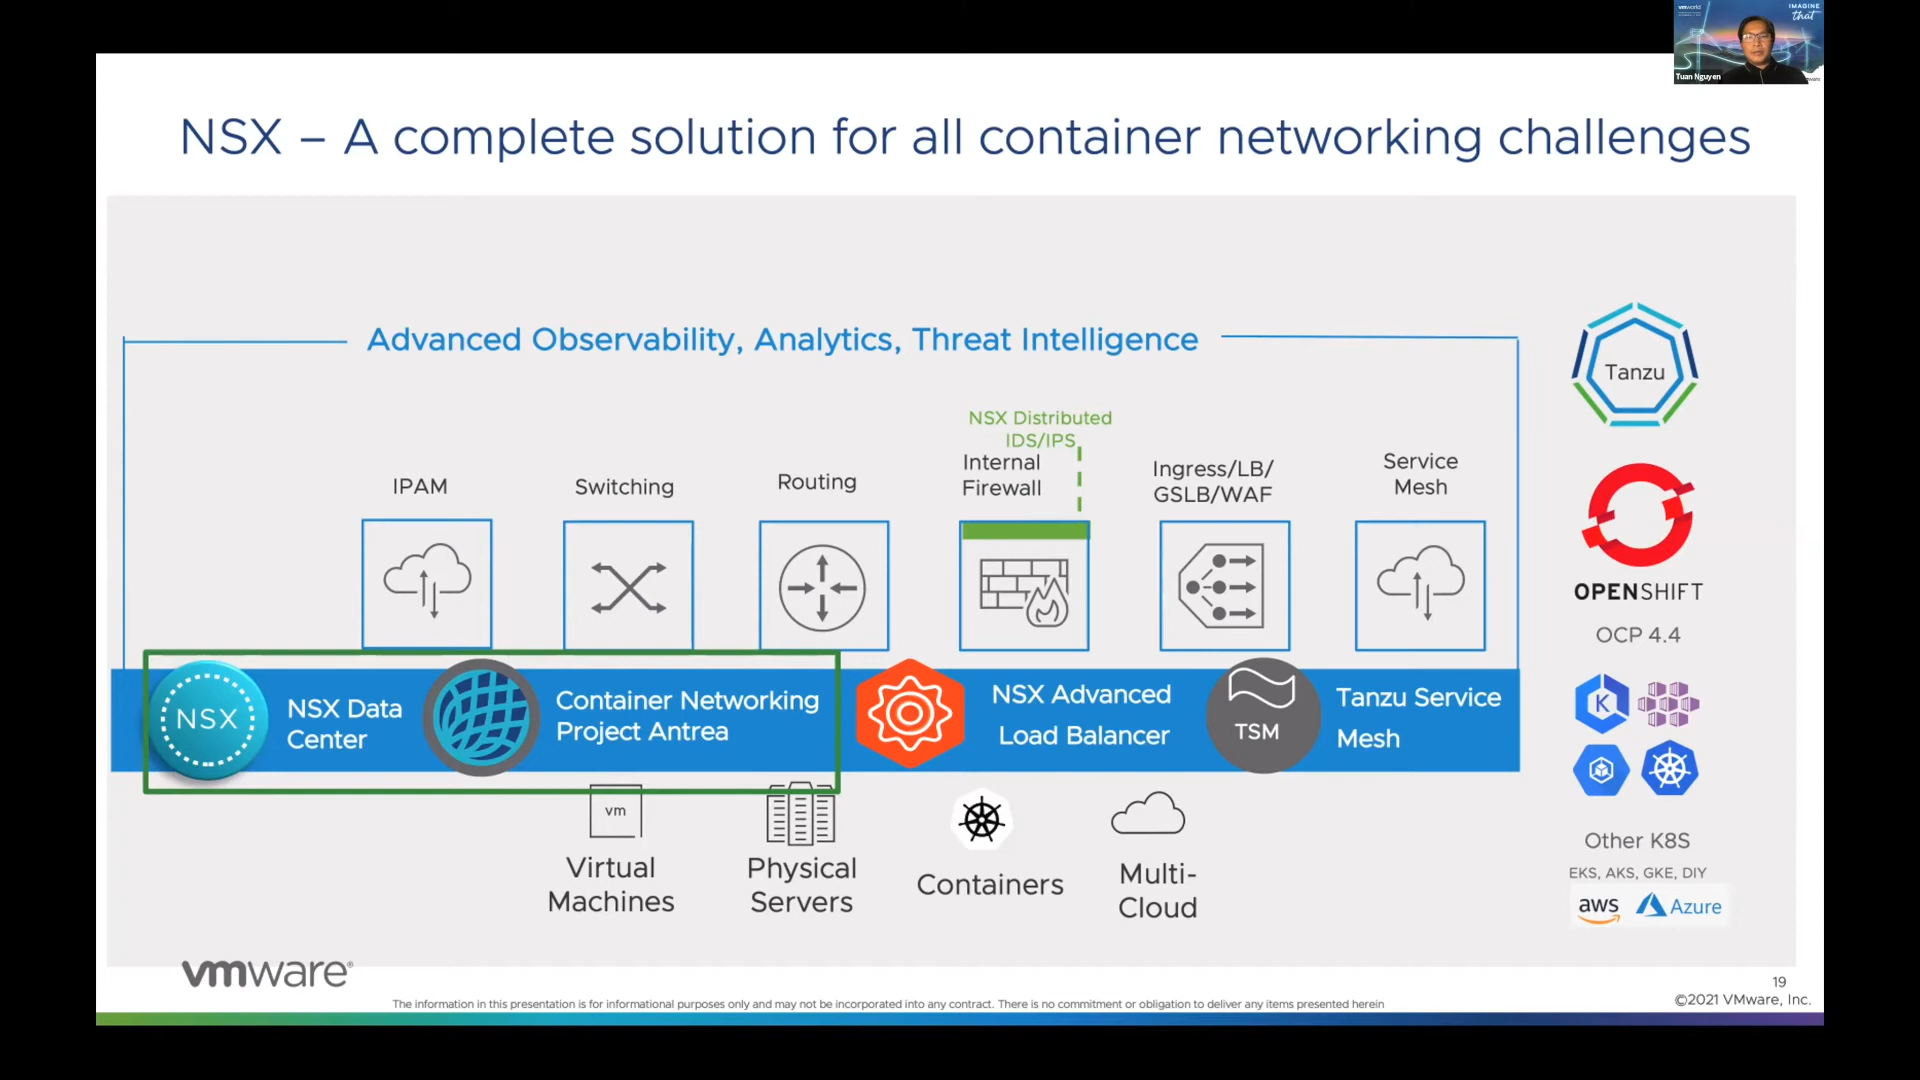 vmworld
IMAGINE
that
Tuan Nguyen
NSX – A complete solution for all container networking challenges
Advanced Observability, Analytics, Threat Intelligence
NSX Distributed
IDS/IPS
IPAM
Switching
Routing
Internal
Firewall
Ingress/LB/
GSLB/WAF
Service
Mesh
NSX
NSX Data
Center
Container Networking
Project Antrea
NSX Advanced
Load Balancer
TSM
Tanzu Service
Mesh
vm
Virtual
Machines
Physical
Servers
Containers
Multi-
Cloud
Tanzu
OPENSHIFT
OCP 4.4
K
Other K8S
EKS, AKS, GKE, DIY
aws
Azure
vmware®
The information in this presentation is for informational purposes only and may not be incorporated into any contract. There is no commitment or obligation to deliver any items presented herein
19
©2021 VMware, Inc.